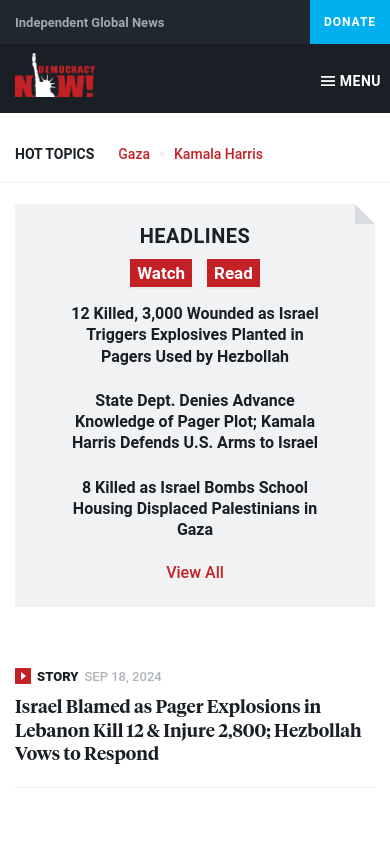 Independent Global News
DONATE
DEMOCRACY
NOW!
MENU
HOT TOPICS
Gaza
Kamala Harris
HEADLINES
Watch
Read
12 Killed, 3,000 Wounded as Israel
Triggers Explosives Planted in
Pagers Used by Hezbollah
State Dept. Denies Advance
Knowledge of Pager Plot; Kamala
Harris Defends U.S. Arms to Israel
8 Killed as Israel Bombs School
Housing Displaced Palestinians in
Gaza
View All
STORY SEP 18, 2024
Israel Blamed as Pager Explosions in
Lebanon Kill 12 & Injure 2,800; Hezbollah
Vows to Respond